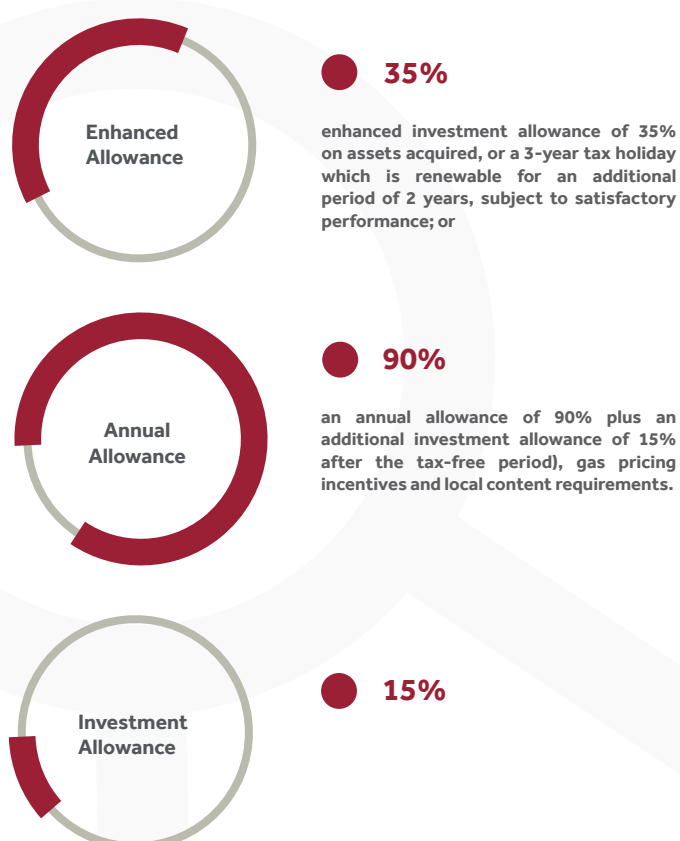 Enhanced
Allowance
35%
enhanced investment allowance of 35%
on assets acquired, or a 3-year tax holiday
which is renewable for an additional
period of 2 years, subject to satisfactory
performance; or
Annual
Allowance
90%
an annual allowance of 90% plus an
additional investment allowance of 15%
after the tax-free period), gas pricing
incentives and local content requirements.
Investment
Allowance
15%